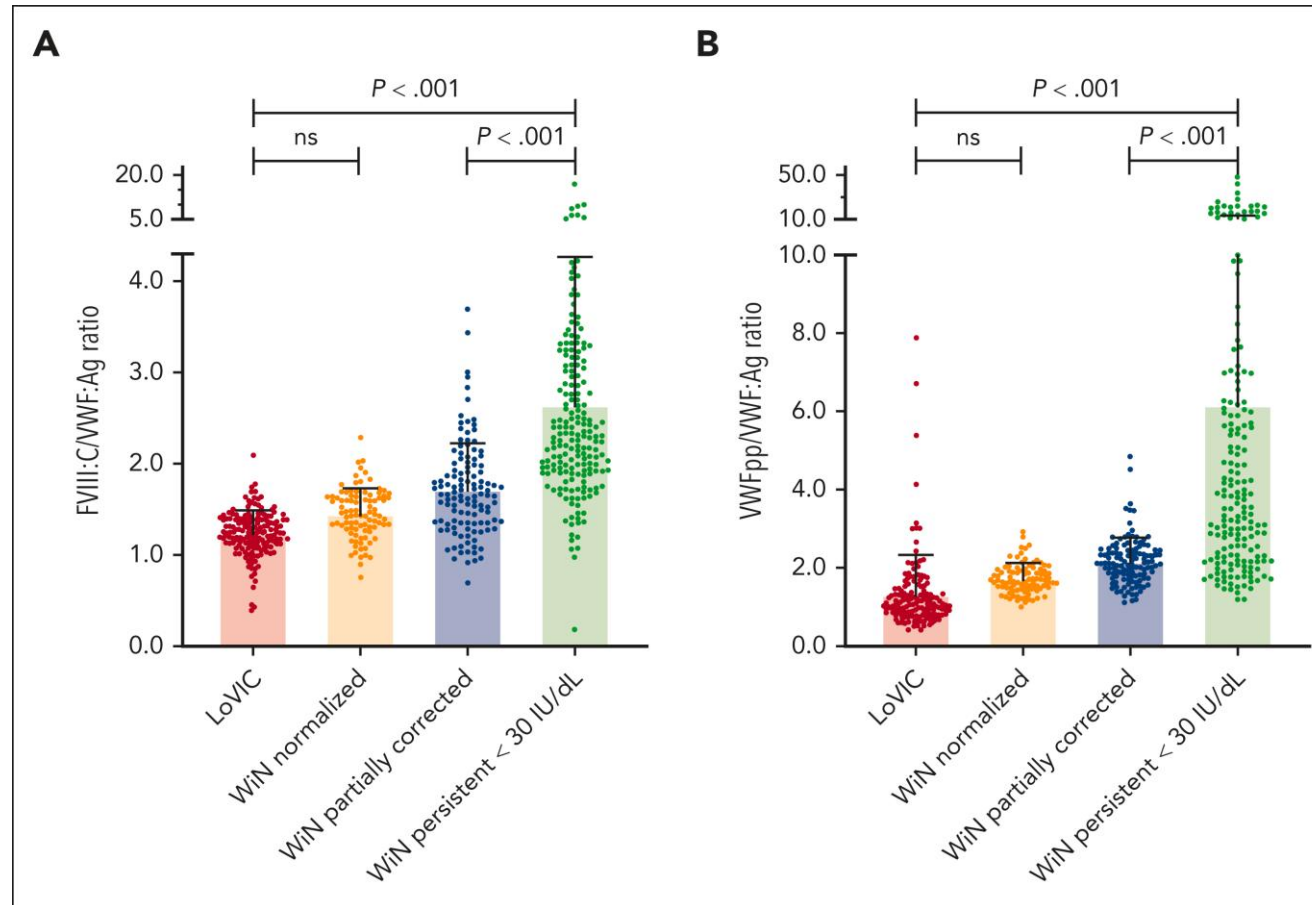 A
P < .001
ns
P < .001
20.0
5.0
4.0
3.0
2.0
1.0
0.0
FVIII:C/VWF:Ag ratio
LoVIC
WiN normalized
WiN partially corrected
WiN persistent < 30 IU/dL
B
P < .001
ns
P < .001
50.0
10.0
10.0
8.0
6.0
4.0
2.0
0.0
VWFpp/VWF:Ag ratio
LoVIC
WiN normalized
WiN partially corrected
WiN persistent < 30 IU/dL